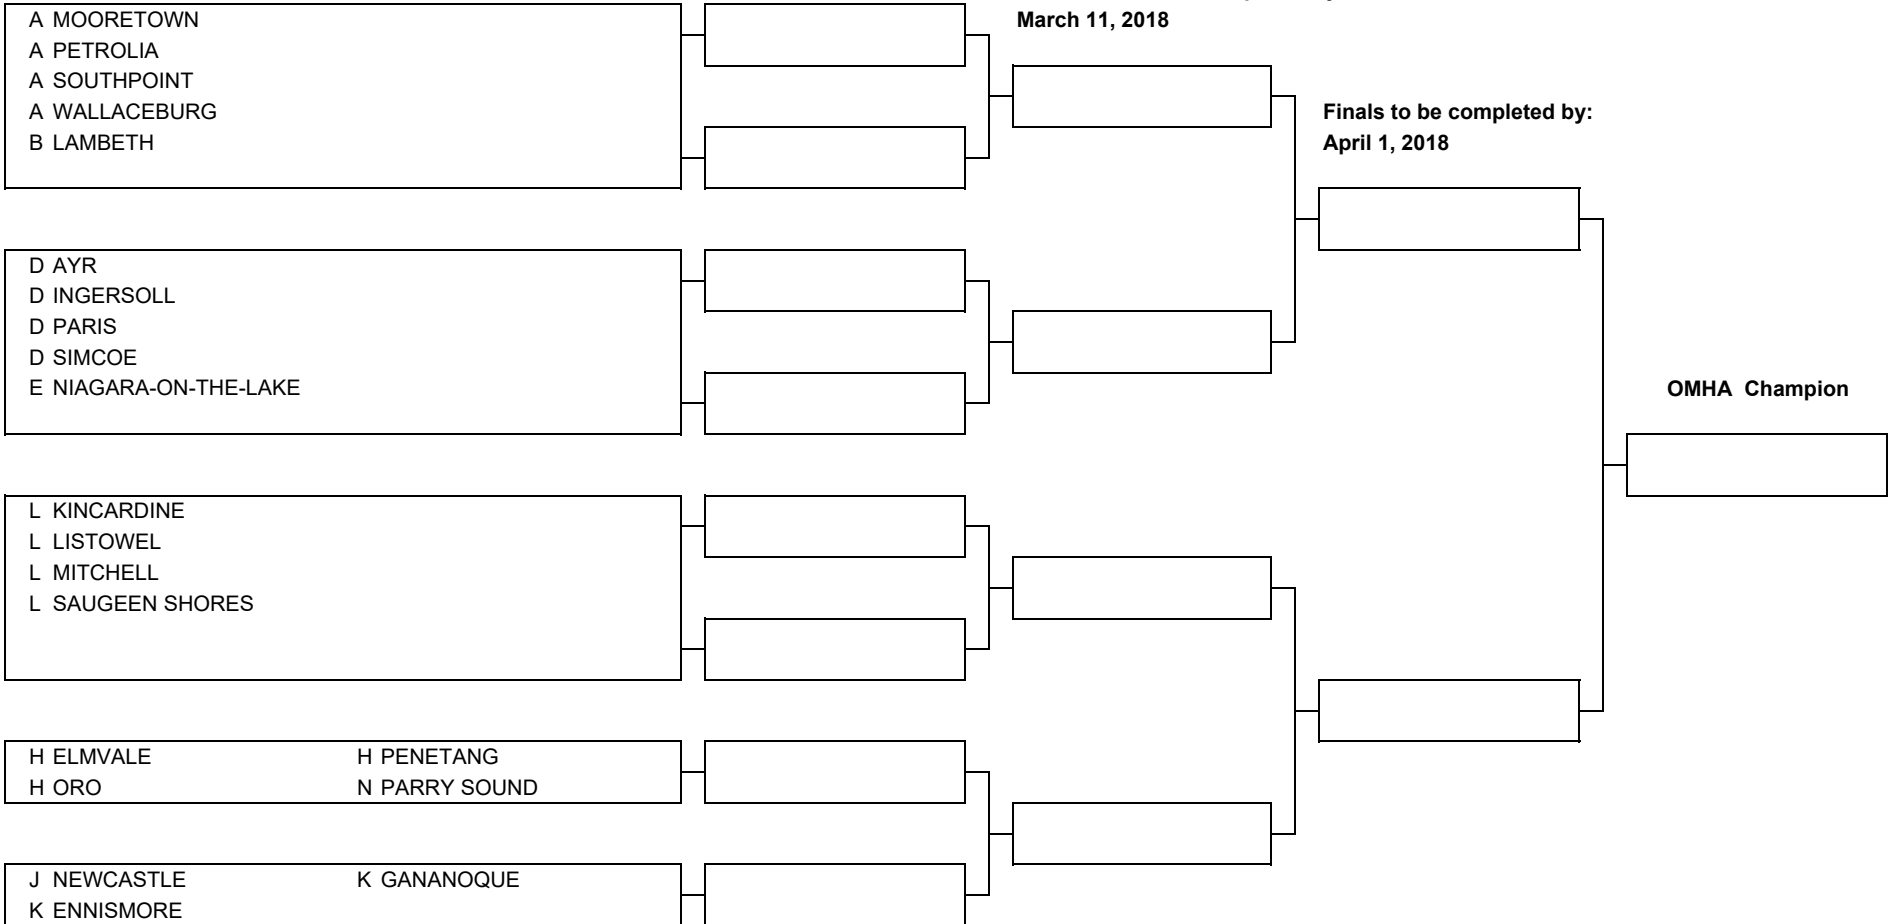 March 11, 2018
A MOORETOWN
A PETROLIA
A SOUTHPOINT
A WALLACEBURG
B LAMBETH
Finals to be completed by:
April 1, 2018
D AYR
D INGERSOLL
D PARIS
D SIMCOE
E NIAGARA-ON-THE-LAKE
OMHA Champion
L KINCARDINE
L LISTOWEL
L MITCHELL
L SAUGEEN SHORES
H ELMVALE H PENETANG
H ORO N PARRY SOUND
J NEWCASTLE K GANANOQUE
K ENNISMORE